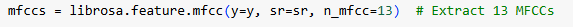 mfccs = librosa.feature.mfcc(y=y, sr=sr, n_mfcc=13)  # Extract 13 MFCCs